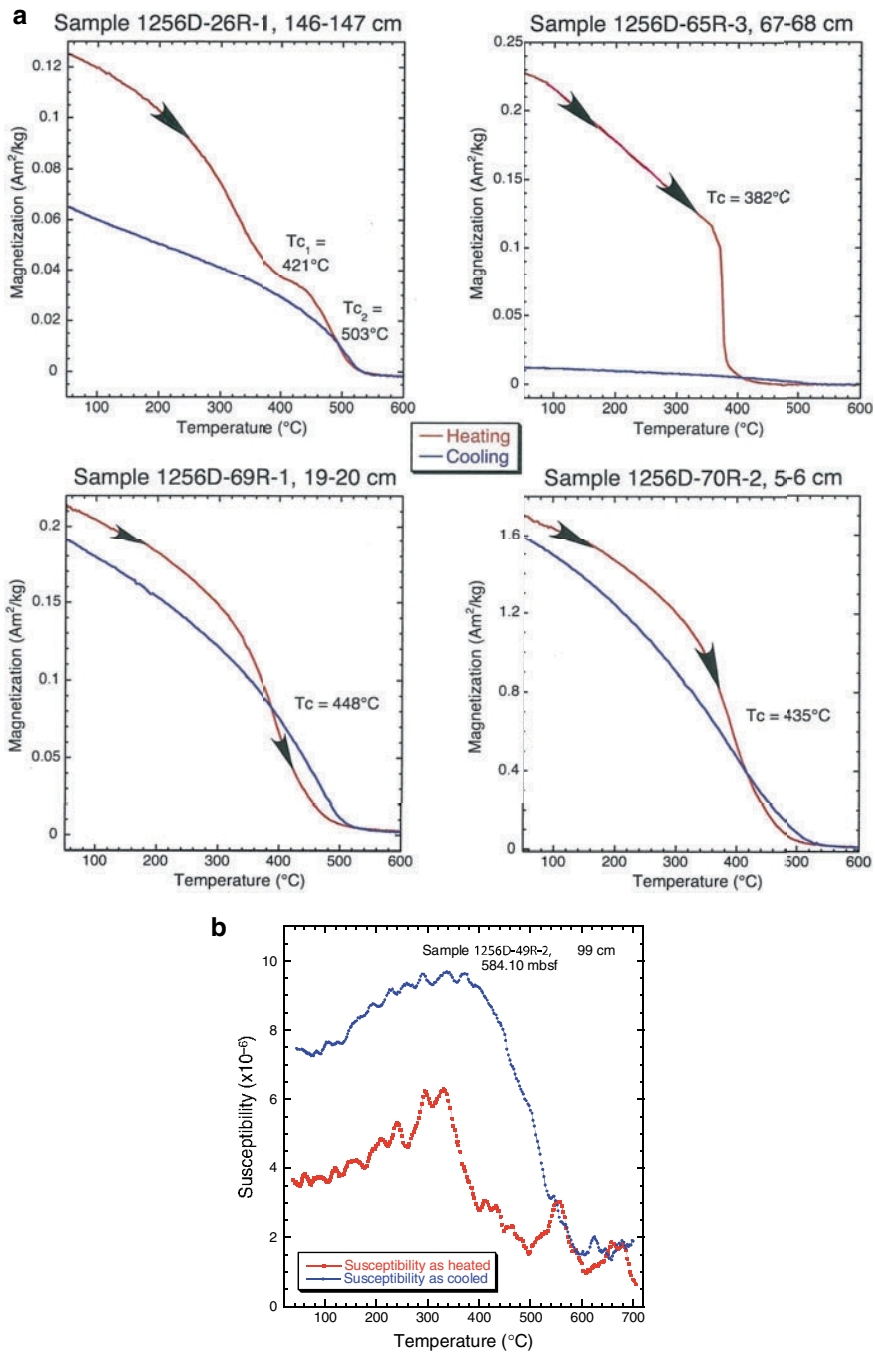 a
Sample 1256D-26R-1, 146-147 cm
0.12
0.1
0.08
0.06
0.04
0.02
0
Magnetization (Am²/kg)
Tc₁ =
421°C
Tc₂ =
503°C
100 200 300 400 500 600
Temperature (°C)
Sample 1256D-65R-3, 67-68 cm
0.25
0.2
0.15
0.1
0.05
0
Magnetization (Am²/kg)
Tc = 382°C
100 200 300 400 500 600
Temperature (°C)
Heating
Cooling
Sample 1256D-69R-1, 19-20 cm
0.2
0.15
0.1
0.05
0
Magnetization (Am²/kg)
Tc = 448°C
100 200 300 400 500 600
Temperature (°C)
Sample 1256D-70R-2, 5-6 cm
1.6
1.2
0.8
0.4
0
Magnetization (Am²/kg)
Tc = 435°C
100 200 300 400 500 600
Temperature (°C)
b
Sample 1256D-49R-2, 99 cm
584.10 mbsf
10
8
6
4
2
0
Susceptibility (x10⁻⁶)
Susceptibility as heated
Susceptibility as cooled
100 200 300 400 500 600 700
Temperature (°C)